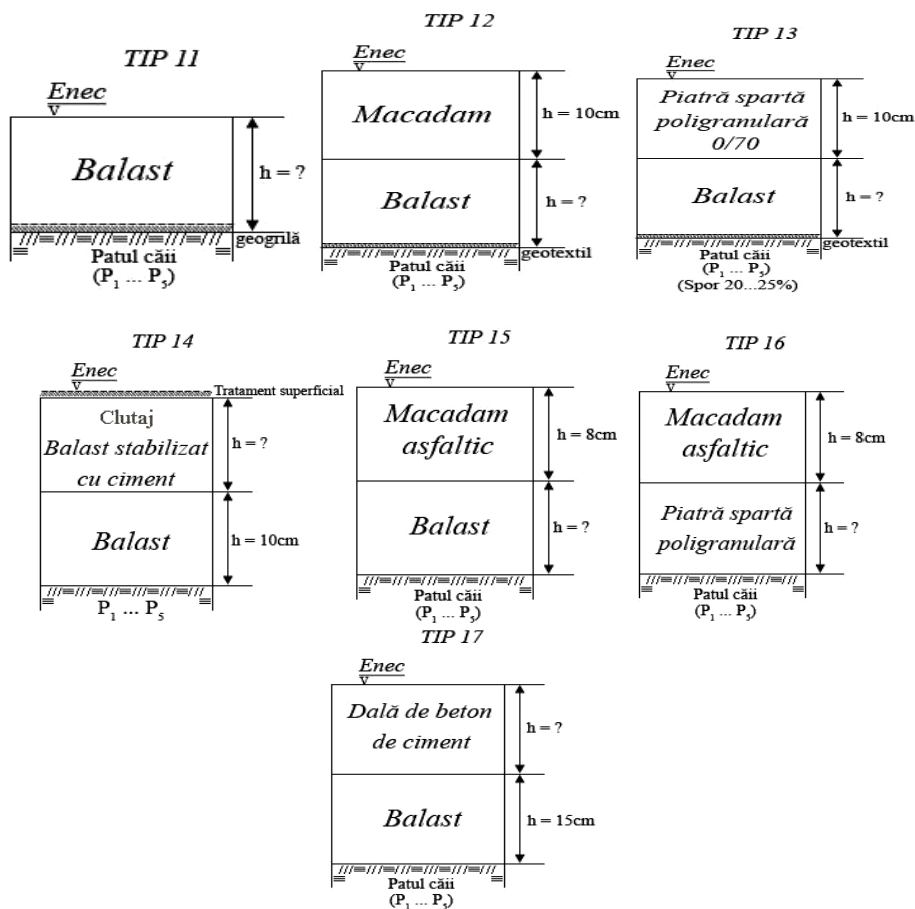 TIP 11
Enec
Balast
h = ?
geogrilă
Patul căii
(P1 ... P5)
TIP 12
Enec
Macadam
h = 10cm
Balast
h = ?
geotextil
Patul căii
(P1 ... P5)
TIP 13
Enec
Piatră spartă
poligranulară
0/70
h = 10cm
Balast
h = ?
geotextil
Patul căii
(P1 ... P5)
(Spor 20...25%)
TIP 14
Enec
Tratament superficial
Clutaj
Balast stabilizat
cu ciment
h = ?
Balast
h = 10cm
P1 ... P5
TIP 15
Enec
Macadam
asfaltic
h = 8cm
Balast
h = ?
Patul căii
(P1 ... P5)
TIP 16
Enec
Macadam
asfaltic
h = 8cm
Piatră spartă
poligranulară
h = ?
Patul căii
(P1 ... P5)
TIP 17
Enec
Dală de beton
de ciment
h = ?
Balast
h = 15cm
Patul căii
(P1 ... P5)